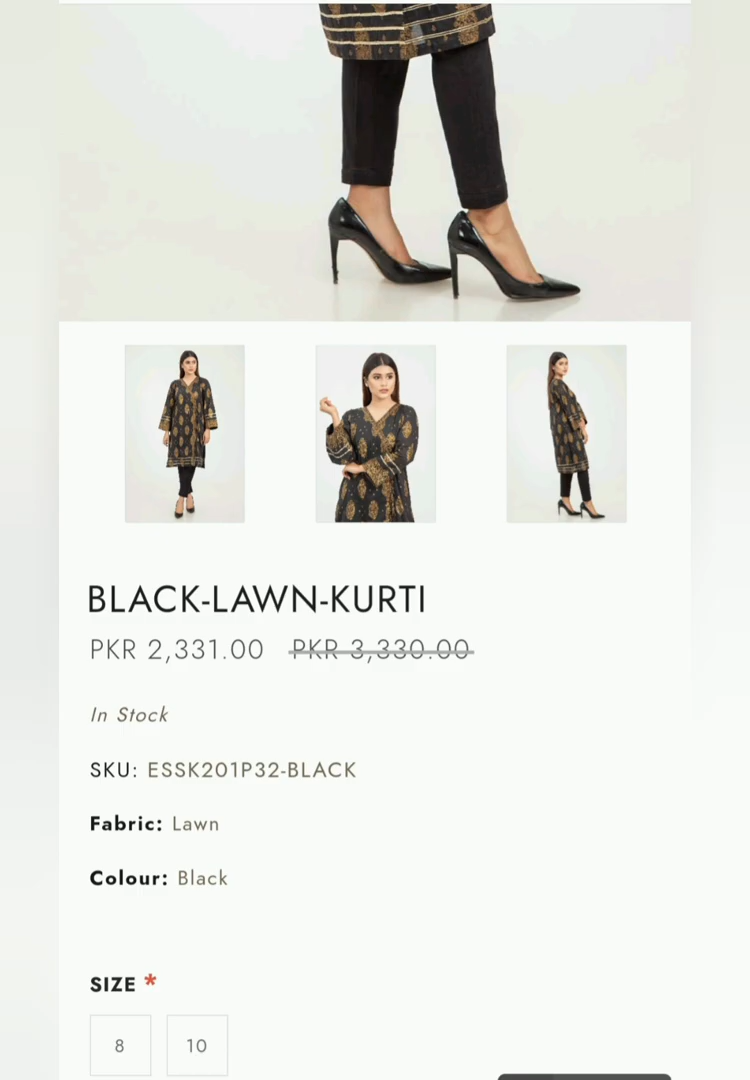 BLACK-LAWN-KURTI
PKR 2,331.00 PKR 3,330.00
In Stock
SKU: ESSK201P32-BLACK
Fabric: Lawn
Colour: Black
SIZE *
8 10